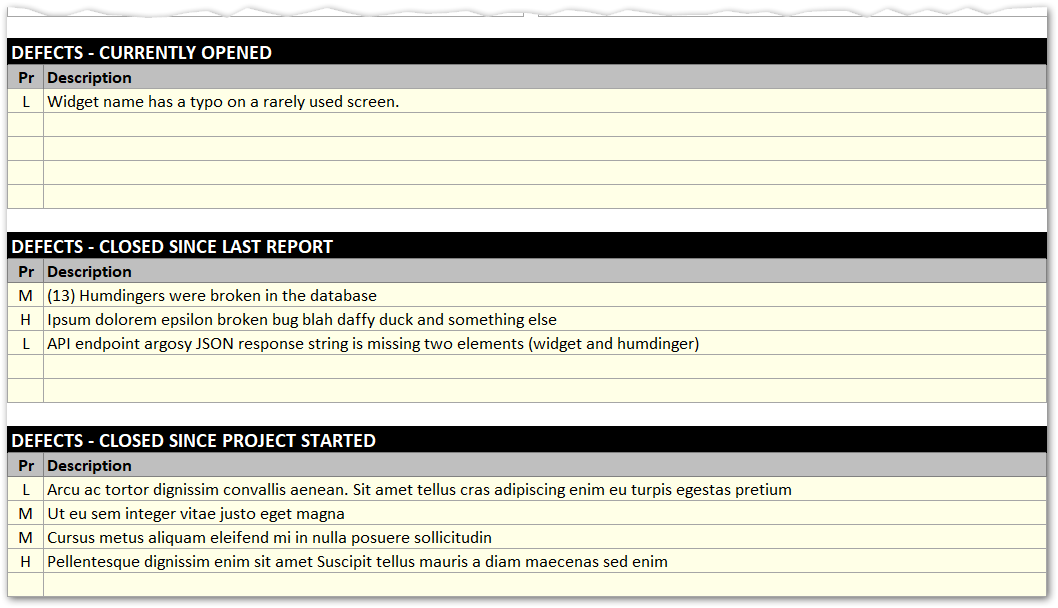 DEFECTS - CURRENTLY OPENED
Pr Description
L Widget name has a typo on a rarely used screen.
DEFECTS - CLOSED SINCE LAST REPORT
Pr Description
M (13) Humdingers were broken in the database
H Ipsum dolorem epsilon broken bug blah daffy duck and something else
L API endpoint argosy JSON response string is missing two elements (widget and humdinger)
DEFECTS - CLOSED SINCE PROJECT STARTED
Pr Description
L Arcu ac tortor dignissim convallis aenean. Sit amet tellus cras adipiscing enim eu turpis egestas pretium
M Ut eu sem integer vitae justo eget magna
M Cursus metus aliquam eleifend mi in nulla posuere sollicitudin
H Pellentesque dignissim enim sit amet Suscipit tellus mauris a diam maecenas sed enim